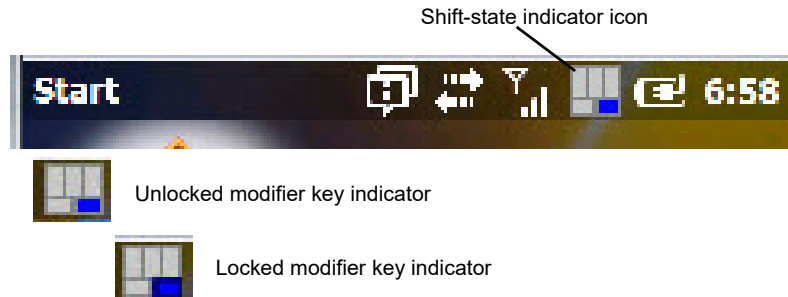 Shift-state indicator icon
Start 6:58
Unlocked modifier key indicator
Locked modifier key indicator